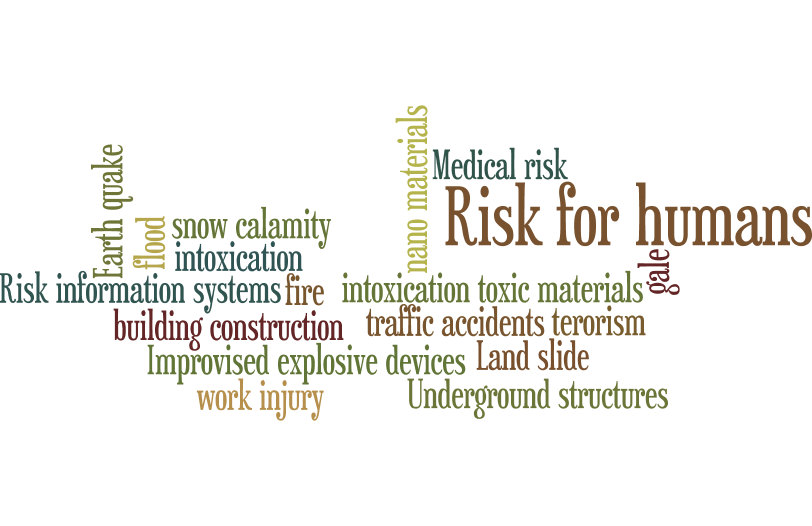 Earth quake
flood
snow calamity
intoxication
nano materials
Medical risk
Risk for humans
gale
Risk information systems
fire
intoxication toxic materials
building construction
traffic accidents
terorism
Improvised explosive devices
Land slide
work injury
Underground structures